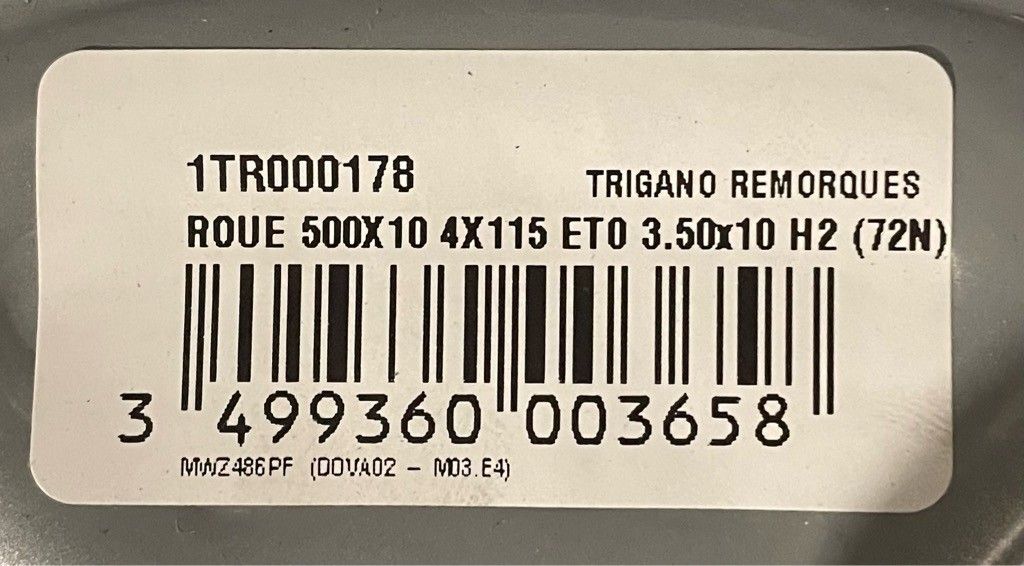 1TR000178 TRIGANO REMORQUES
ROUE 500X10 4X115 ET0 3.50x10 H2 (72N)
3 499360 003658
MWZ486PF (DOVA02 - M03.E4)